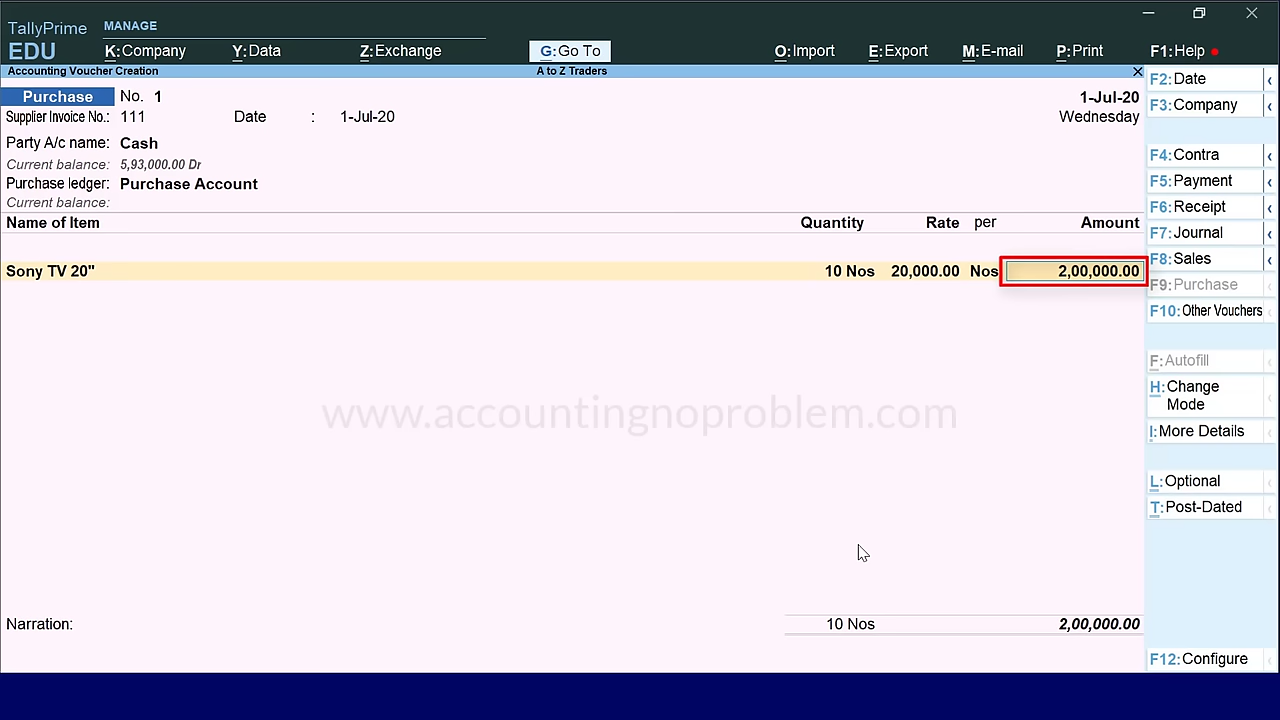 TallyPrime MANAGE
EDU K:Company Y:Data Z:Exchange G:Go To O:Import E:Export M:E-mail P:Print F1:Help
Accounting Voucher Creation A to Z Traders
Purchase No. 1 1-Jul-20
Supplier Invoice No.: 111 Date : 1-Jul-20 Wednesday
Party A/c name: Cash
Current balance: 5,93,000.00 Dr
Purchase ledger: Purchase Account
Current balance:
Name of Item Quantity Rate per Amount
Sony TV 20" 10 Nos 20,000.00 Nos 2,00,000.00
www.accountingnoproblem.com
Narration: 10 Nos 2,00,000.00
F2:Date
F3:Company
F4:Contra
F5:Payment
F6:Receipt
F7:Journal
F8:Sales
F9:Purchase
F10:Other Vouchers
F:Autofill
H:Change
Mode
I:More Details
L:Optional
T:Post-Dated
F12:Configure